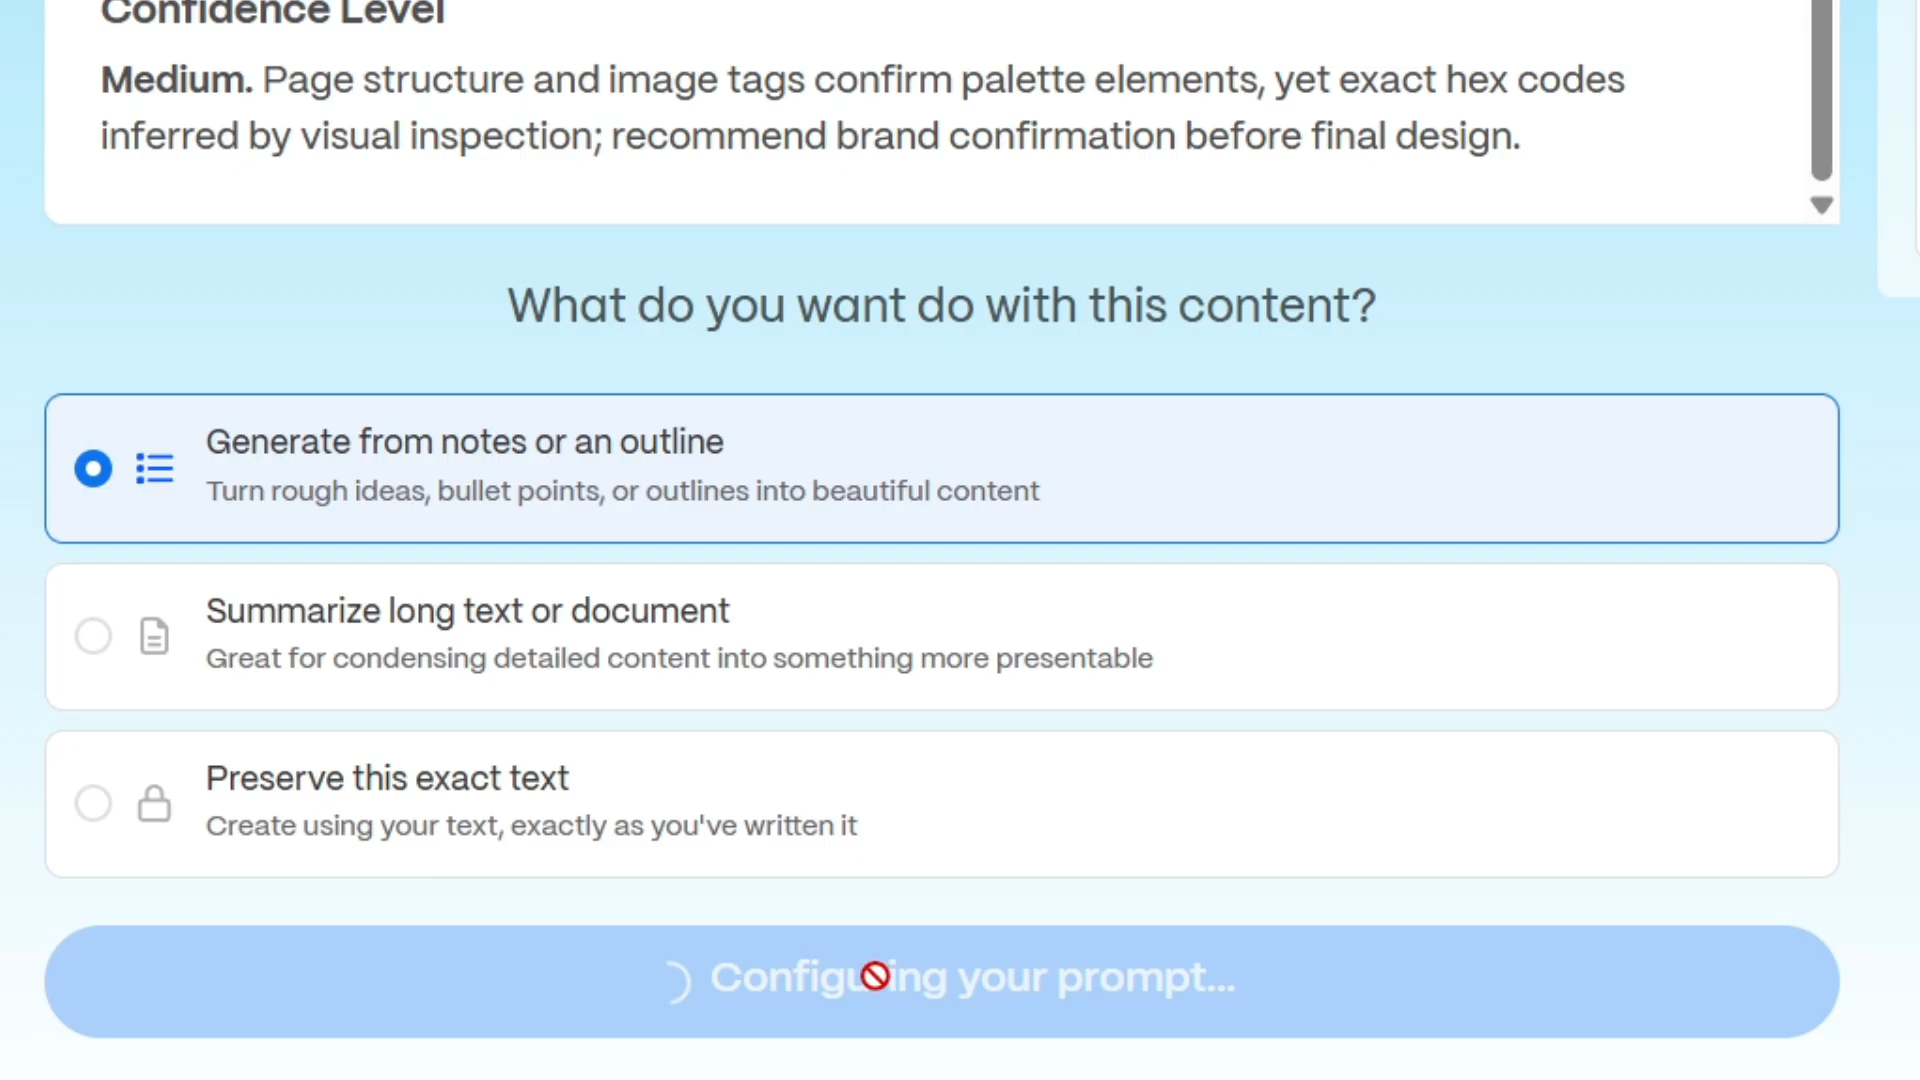 Confidence Level
Medium. Page structure and image tags confirm palette elements, yet exact hex codes
inferred by visual inspection; recommend brand confirmation before final design.
What do you want do with this content?
Generate from notes or an outline
Turn rough ideas, bullet points, or outlines into beautiful content
Summarize long text or document
Great for condensing detailed content into something more presentable
Preserve this exact text
Create using your text, exactly as you've written it
Configuring your prompt...